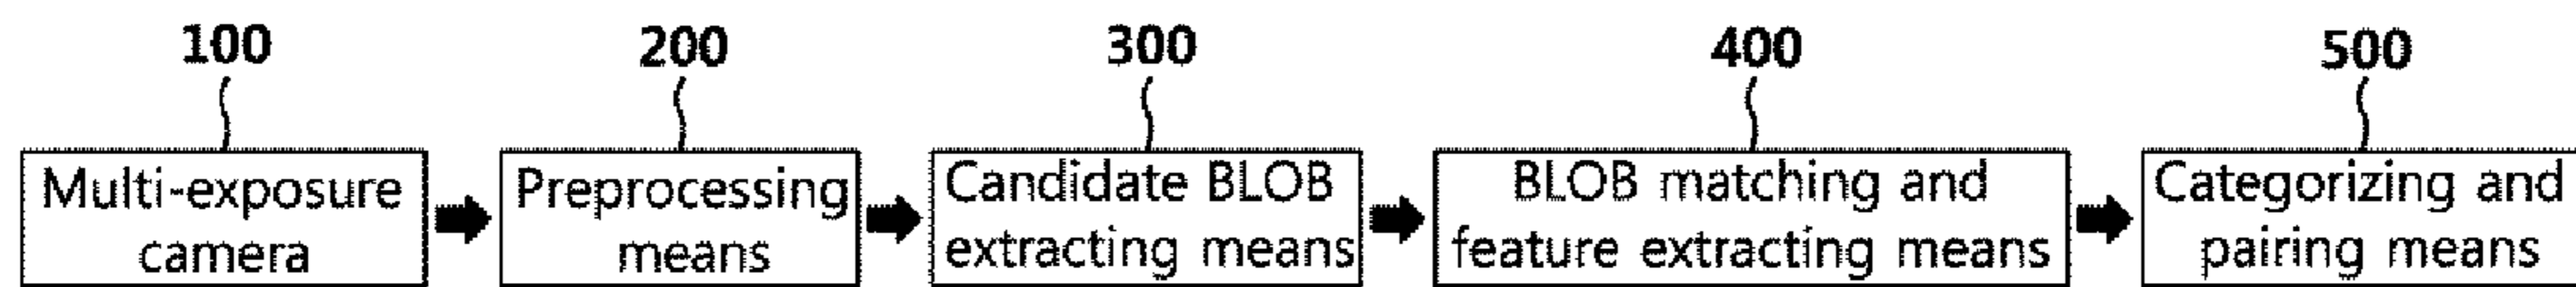 100
200
300
400
500
Multi-exposure
camera
Preprocessing
means
Candidate BLOB
extracting means
BLOB matching and
feature extracting means
Categorizing and
pairing means